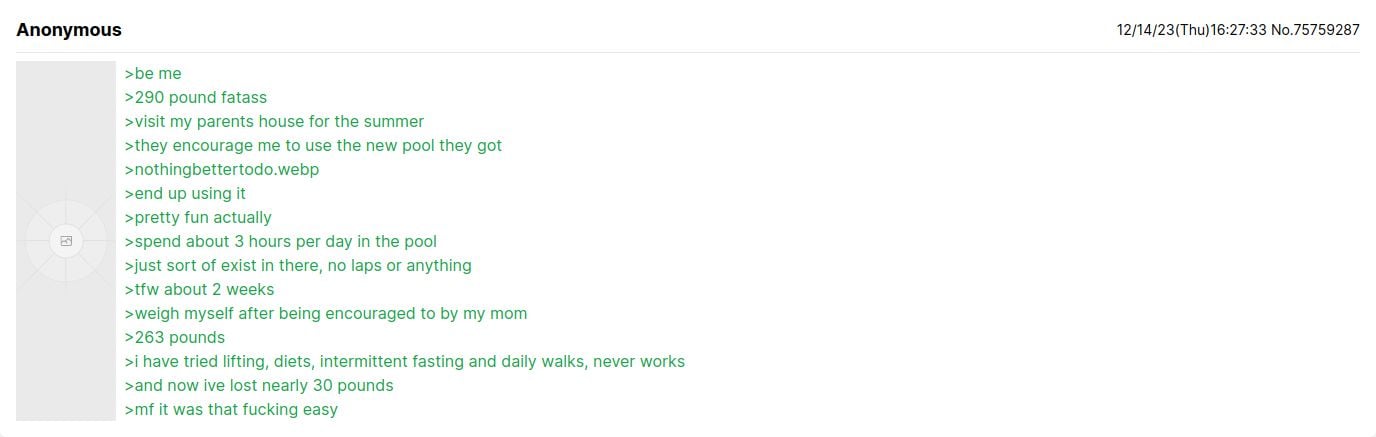 Anonymous
12/14/23(Thu)16:27:33 No.75759287
>be me
>290 pound fatass
>visit my parents house for the summer
>they encourage me to use the new pool they got
>nothingbettertodo.webp
>end up using it
>pretty fun actually
>spend about 3 hours per day in the pool
>just sort of exist in there, no laps or anything
>tfw about 2 weeks
>weigh myself after being encouraged to by my mom
>263 pounds
>i have tried lifting, diets, intermittent fasting and daily walks, never works
>and now ive lost nearly 30 pounds
>mf it was that fucking easy